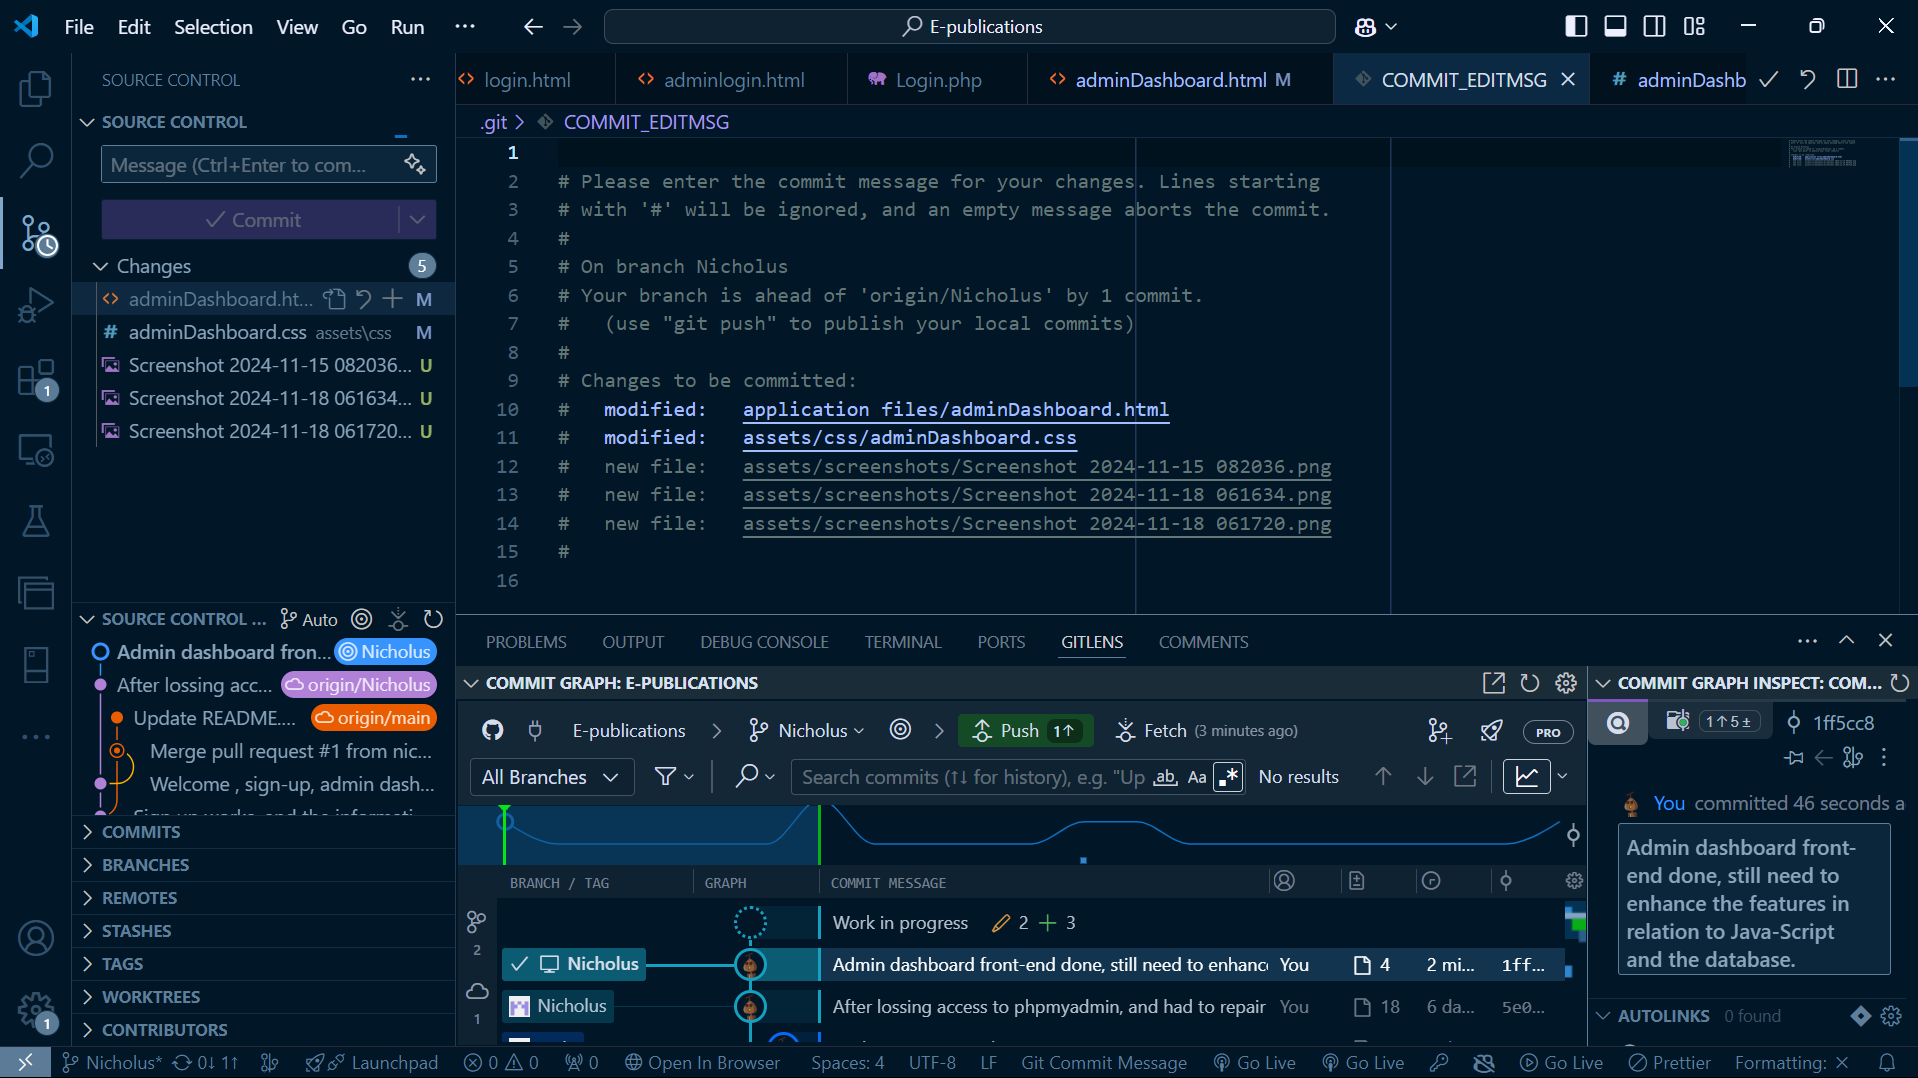 File Edit Selection View Go Run ··· E-publications
SOURCE CONTROL
SOURCE CONTROL
Message (Ctrl+Enter to com...
Commit
Changes 5
adminDashboard.ht... M
adminDashboard.css assets\css M
Screenshot 2024-11-15 082036... U
Screenshot 2024-11-18 061634... U
Screenshot 2024-11-18 061720... U
1
1
SOURCE CONTROL ... Auto
Admin dashboard fron... Nicholus
After lossing acc... origin/Nicholus
Update README.... origin/main
Merge pull request #1 from nic...
Welcome , sign-up, admin dash...
COMMITS
BRANCHES
REMOTES
STASHES
TAGS
WORKTREES
CONTRIBUTORS
login.html adminlogin.html Login.php adminDashboard.html M COMMIT_EDITMSG # adminDashb
.git > COMMIT_EDITMSG
1
2 # Please enter the commit message for your changes. Lines starting
3 # with '#' will be ignored, and an empty message aborts the commit.
4 #
5 # On branch Nicholus
6 # Your branch is ahead of 'origin/Nicholus' by 1 commit.
7 #   (use "git push" to publish your local commits)
8 #
9 # Changes to be committed:
10 #   modified:   application files/adminDashboard.html
11 #   modified:   assets/css/adminDashboard.css
12 #   new file:   assets/screenshots/Screenshot 2024-11-15 082036.png
13 #   new file:   assets/screenshots/Screenshot 2024-11-18 061634.png
14 #   new file:   assets/screenshots/Screenshot 2024-11-18 061720.png
15 #
16
PROBLEMS OUTPUT DEBUG CONSOLE TERMINAL PORTS GITLENS COMMENTS
COMMIT GRAPH: E-PUBLICATIONS
E-publications > Nicholus > Push 1↑ Fetch (3 minutes ago) PRO
All Branches Search commits (↑↓ for history), e.g. "Up ab Aa .* No results
BRANCH / TAG GRAPH COMMIT MESSAGE
Work in progress 2 + 3
2
Nicholus Admin dashboard front-end done, still need to enhanc You 4 2 mi... 1ff...
1
Nicholus After lossing access to phpmyadmin, and had to repair You 18 6 da... 5e0...
COMMIT GRAPH INSPECT: COM...
1↑5± 1ff5cc8
You committed 46 seconds a
Admin dashboard front-
end done, still need to
enhance the features in
relation to Java-Script
and the database.
AUTOLINKS 0 found
1
Nicholus* 0↓ 1↑ Launchpad 0 0 0 Open In Browser Spaces: 4 UTF-8 LF Git Commit Message Go Live Go Live Go Live Prettier Formatting: ×